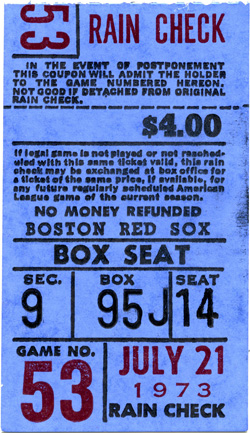 53 RAIN CHECK
IN THE EVENT OF POSTPONEMENT
THIS COUPON WILL ADMIT THE HOLDER
TO THE GAME NUMBERED HEREON.
NOT GOOD IF DETACHED FROM ORIGINAL
RAIN CHECK.
$4.00
If legal game is not played or not resched-
uled with this same ticket valid, this rain
check may be exchanged at box office for
a ticket of the same price, if available, for
any future regularly scheduled American
League game of the current season.
NO MONEY REFUNDED
BOSTON RED SOX
BOX SEAT
SEC. BOX SEAT
9 95J 14
GAME NO. JULY 21
53 1973
RAIN CHECK